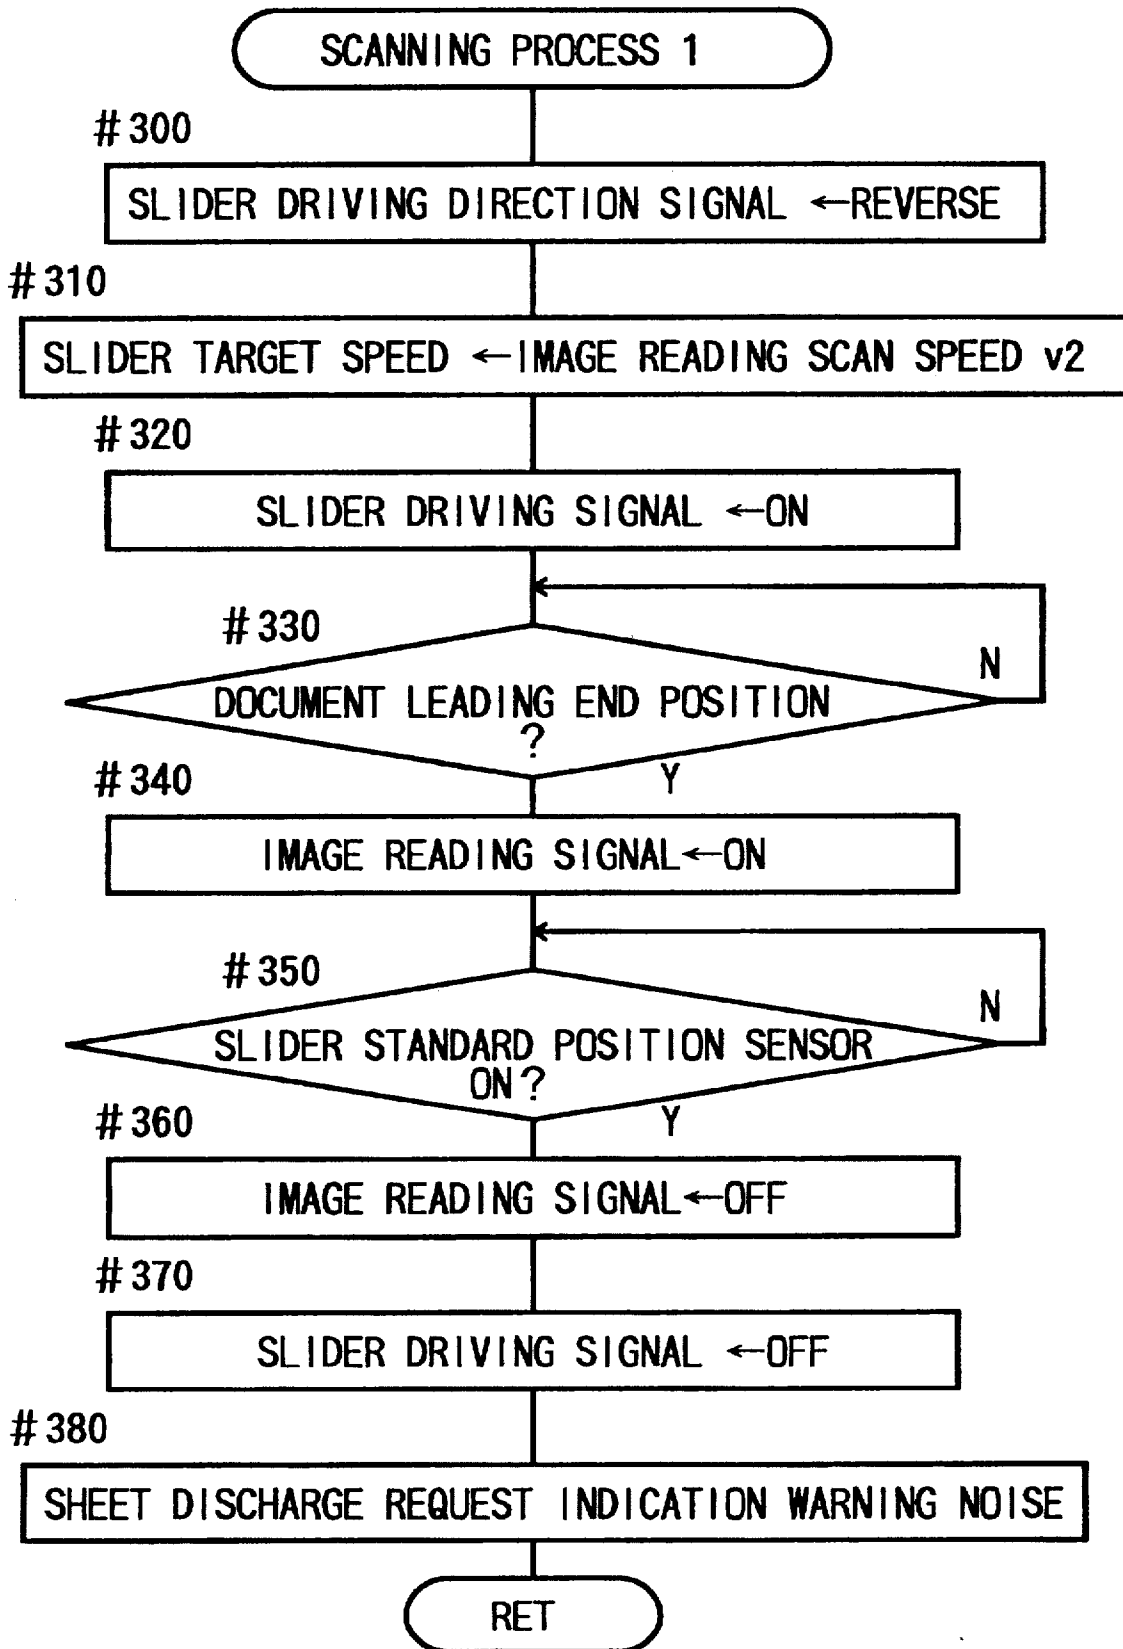 SCANNING PROCESS 1
#300
SLIDER DRIVING DIRECTION SIGNAL ←REVERSE
#310
SLIDER TARGET SPEED ←IMAGE READING SCAN SPEED v2
#320
SLIDER DRIVING SIGNAL ←ON
#330
N
DOCUMENT LEADING END POSITION
?
Y
#340
IMAGE READING SIGNAL←ON
#350
N
SLIDER STANDARD POSITION SENSOR
ON?
Y
#360
IMAGE READING SIGNAL←OFF
#370
SLIDER DRIVING SIGNAL ←OFF
#380
SHEET DISCHARGE REQUEST INDICATION WARNING NOISE
RET